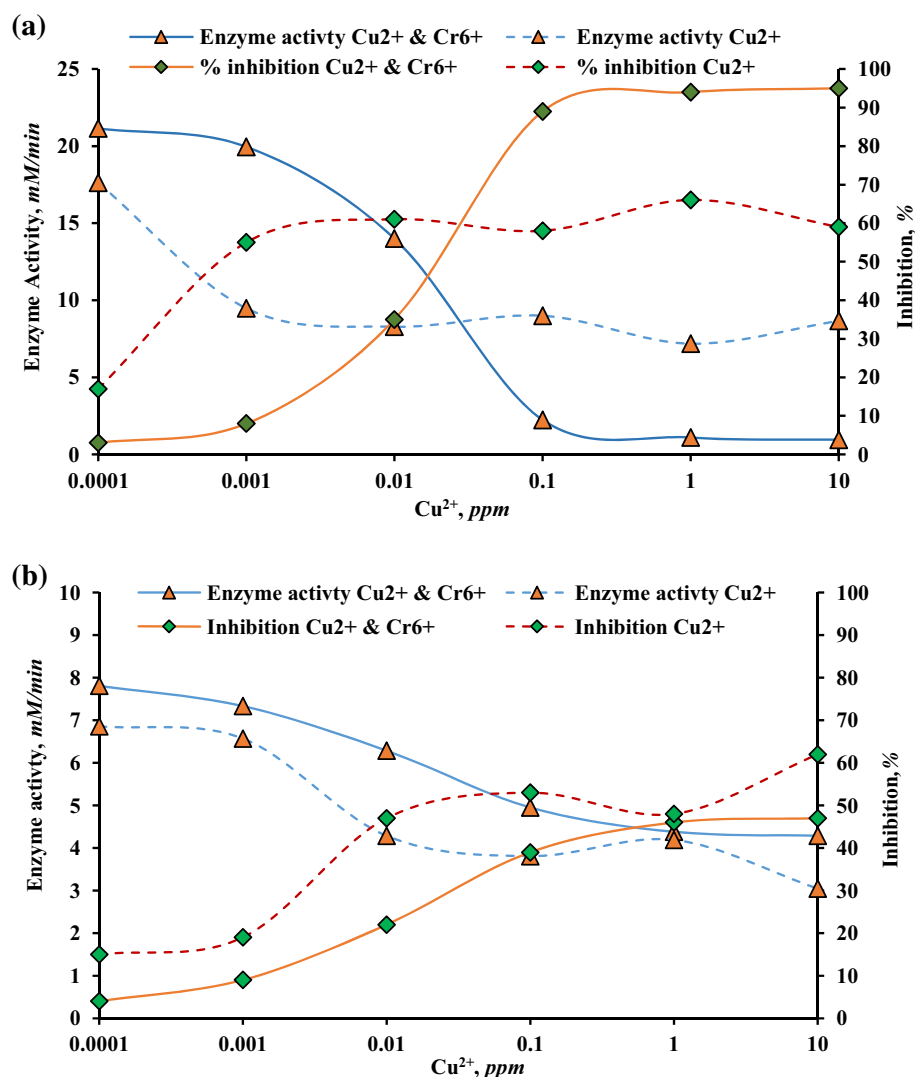 (a)
Enzyme activty Cu2+ & Cr6+
Enzyme activity Cu2+
% inhibition Cu2+ & Cr6+
% inhibition Cu2+
25
20
15
10
5
0
Enzyme Activity, mM/min
100
90
80
70
60
50
40
30
20
10
0
Inhibition, %
0.0001 0.001 0.01 0.1 1 10
Cu²⁺, ppm
(b)
Enzyme activty Cu2+ & Cr6+
Enzyme activty Cu2+
Inhibition Cu2+ & Cr6+
Inhibition Cu2+
10
9
8
7
6
5
4
3
2
1
0
Enzyme activty, mM/min
100
90
80
70
60
50
40
30
20
10
0
Inhibition,%
0.0001 0.001 0.01 0.1 1 10
Cu²⁺, ppm